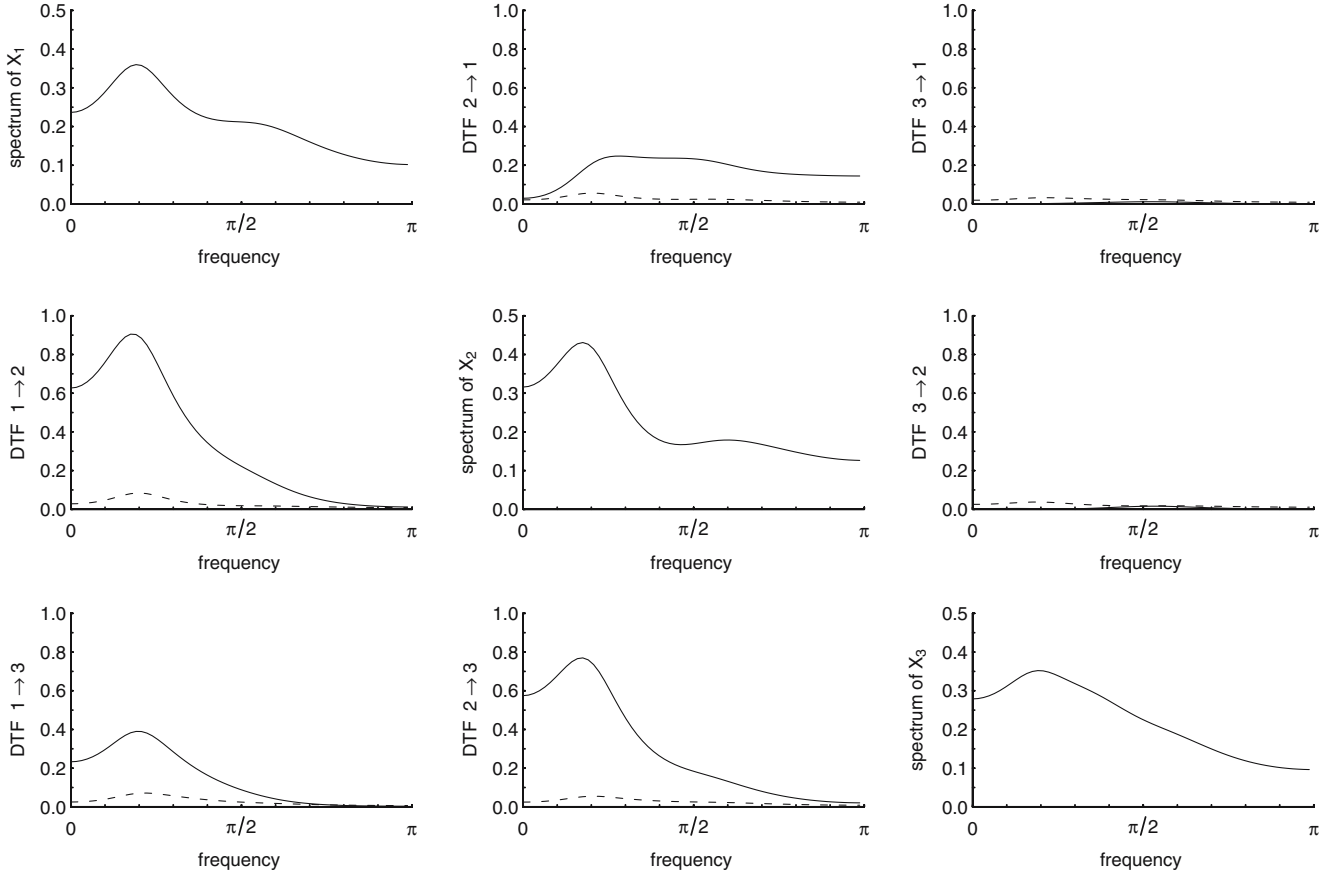 spectrum of X1
0.5
0.4
0.3
0.2
0.1
0.0
0 π/2 π
frequency
DTF 2 → 1
1.0
0.8
0.6
0.4
0.2
0.0
0 π/2 π
frequency
DTF 3 → 1
1.0
0.8
0.6
0.4
0.2
0.0
0 π/2 π
frequency
DTF 1 → 2
1.0
0.8
0.6
0.4
0.2
0.0
0 π/2 π
frequency
spectrum of X2
0.5
0.4
0.3
0.2
0.1
0.0
0 π/2 π
frequency
DTF 3 → 2
1.0
0.8
0.6
0.4
0.2
0.0
0 π/2 π
frequency
DTF 1 → 3
1.0
0.8
0.6
0.4
0.2
0.0
0 π/2 π
frequency
DTF 2 → 3
1.0
0.8
0.6
0.4
0.2
0.0
0 π/2 π
frequency
spectrum of X3
0.5
0.4
0.3
0.2
0.1
0.0
0 π/2 π
frequency